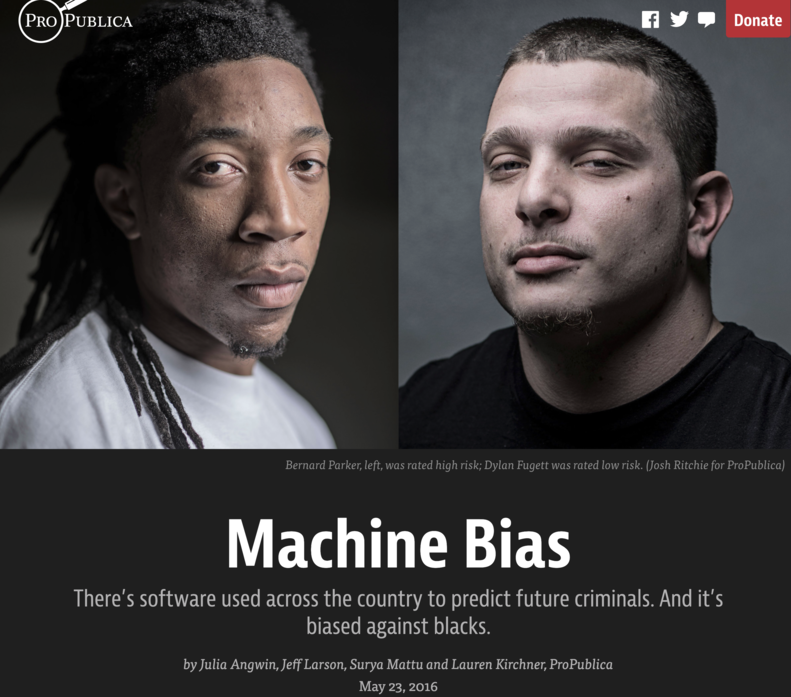 PROPUBLICA
Donate
Bernard Parker, left, was rated high risk; Dylan Fugett was rated low risk. (Josh Ritchie for ProPublica)
Machine Bias
There’s software used across the country to predict future criminals. And it’s
biased against blacks.
by Julia Angwin, Jeff Larson, Surya Mattu and Lauren Kirchner, ProPublica
May 23, 2016